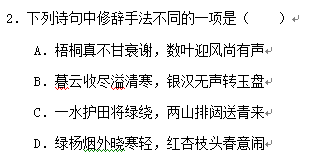 2．下列诗句中修辞手法不同的一项是（　　）
A．梧桐真不甘衰谢，数叶迎风尚有声
B．暮云收尽溢清寒，银汉无声转玉盘
C．一水护田将绿绕，两山排闼送青来
D．绿杨烟外晓寒轻，红杏枝头春意闹